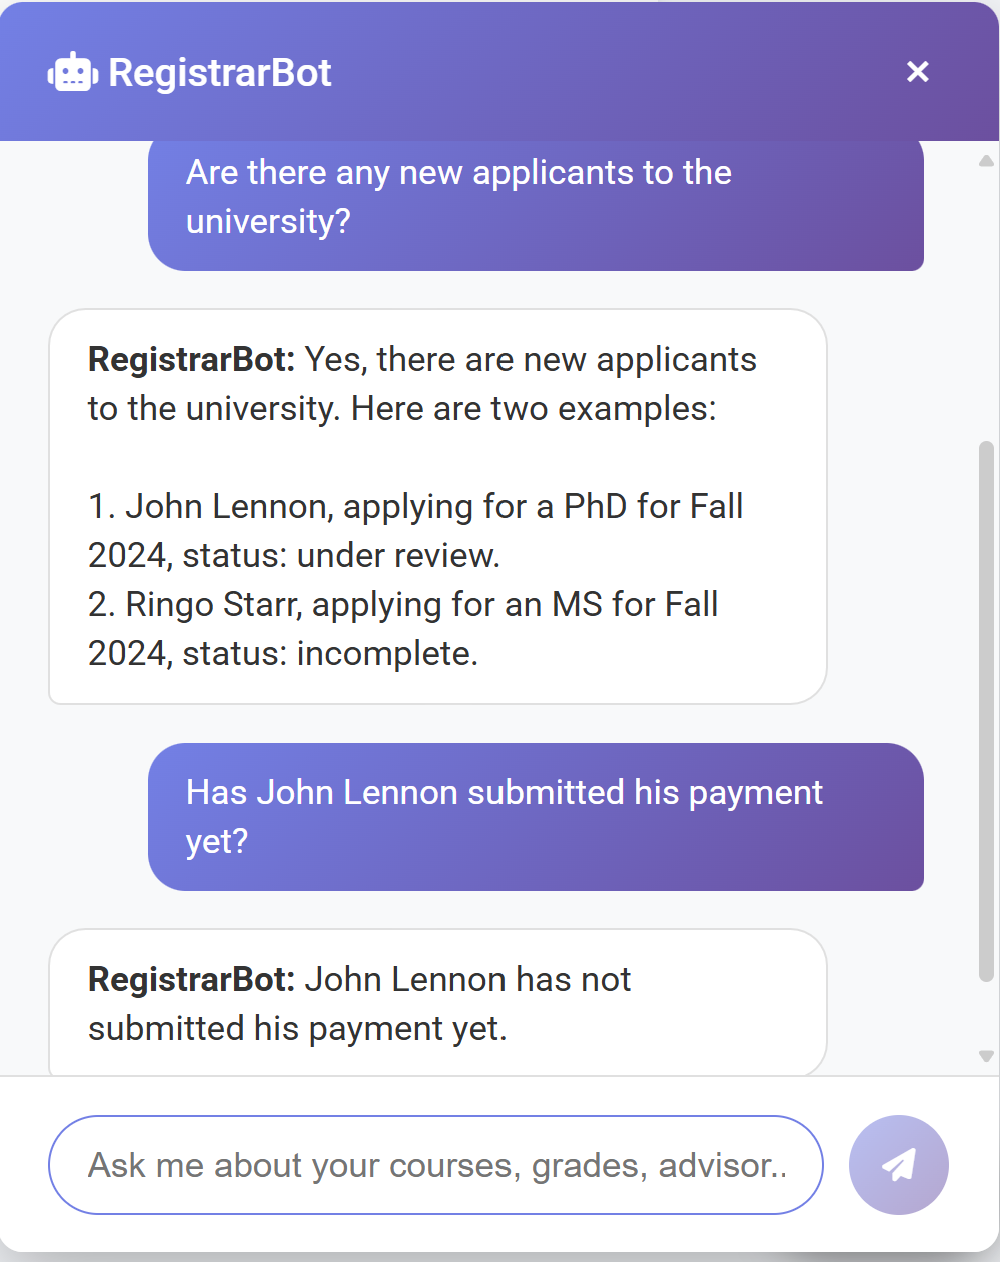 RegistrarBot
Are there any new applicants to the
university?
RegistrarBot: Yes, there are new applicants
to the university. Here are two examples:
1. John Lennon, applying for a PhD for Fall
2024, status: under review.
2. Ringo Starr, applying for an MS for Fall
2024, status: incomplete.
Has John Lennon submitted his payment
yet?
RegistrarBot: John Lennon has not
submitted his payment yet.
Ask me about your courses, grades, advisor..